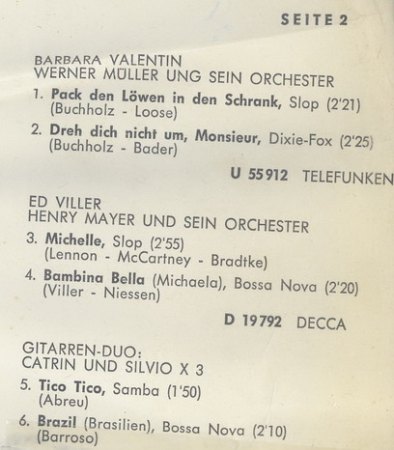 SEITE 2
BARBARA VALENTIN
WERNER MÜLLER UNG SEIN ORCHESTER
1. Pack den Löwen in den Schrank, Slop (2'21)
(Buchholz - Loose)
2. Dreh dich nicht um, Monsieur, Dixie-Fox (2'25)
(Buchholz - Bader)
U 55912 TELEFUNKEN
ED VILLER
HENRY MAYER UND SEIN ORCHESTER
3. Michelle, Slop (2'55)
(Lennon - McCartney - Bradtke)
4. Bambina Bella (Michaela), Bossa Nova (2'20)
(Viller - Niessen)
D 19792 DECCA
GITARREN-DUO:
CATRIN UND SILVIO X 3
5. Tico Tico, Samba (1'50)
(Abreu)
6. Brazil (Brasilien), Bossa Nova (2'10)
(Barroso)